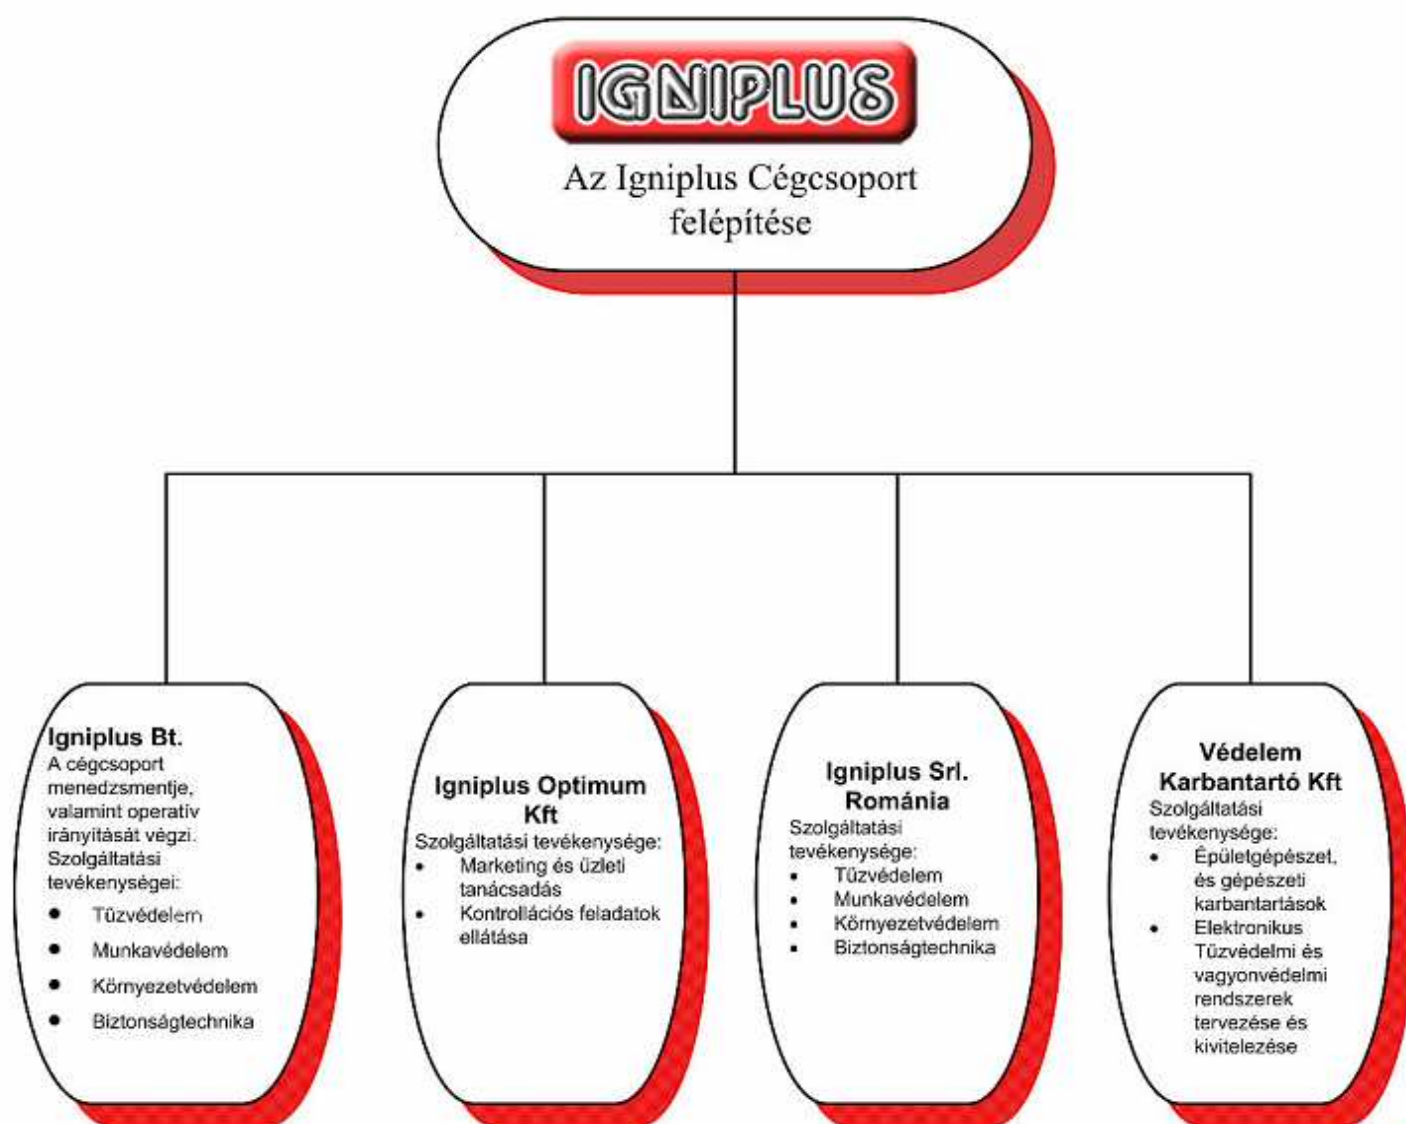 IGNIPLUS
Az Igniplus Cégcsoport
felépítése
Igniplus Bt.
A cégcsoport
menedzsmentje,
valamint operatív
irányítását végzi.
Szolgáltatási
tevékenységei:
● Tűzvédelem
● Munkavédelem
● Környezetvédelem
● Biztonságtechnika
Igniplus Optimum
Kft
Szolgáltatási tevékenysége:
• Marketing és üzleti
tanácsadás
• Kontrollációs feladatok
ellátása
Igniplus Srl.
Románia
Szolgáltatási
tevékenysége:
• Tűzvédelem
• Munkavédelem
• Környezetvédelem
• Biztonságtechnika
Védelem
Karbantartó Kft
Szolgáltatási
tevékenysége:
• Épületgépészet,
és gépészeti
karbantartások
• Elektronikus
Tűzvédelmi és
vagyonvédelmi
rendszerek
tervezése és
kivitelezése